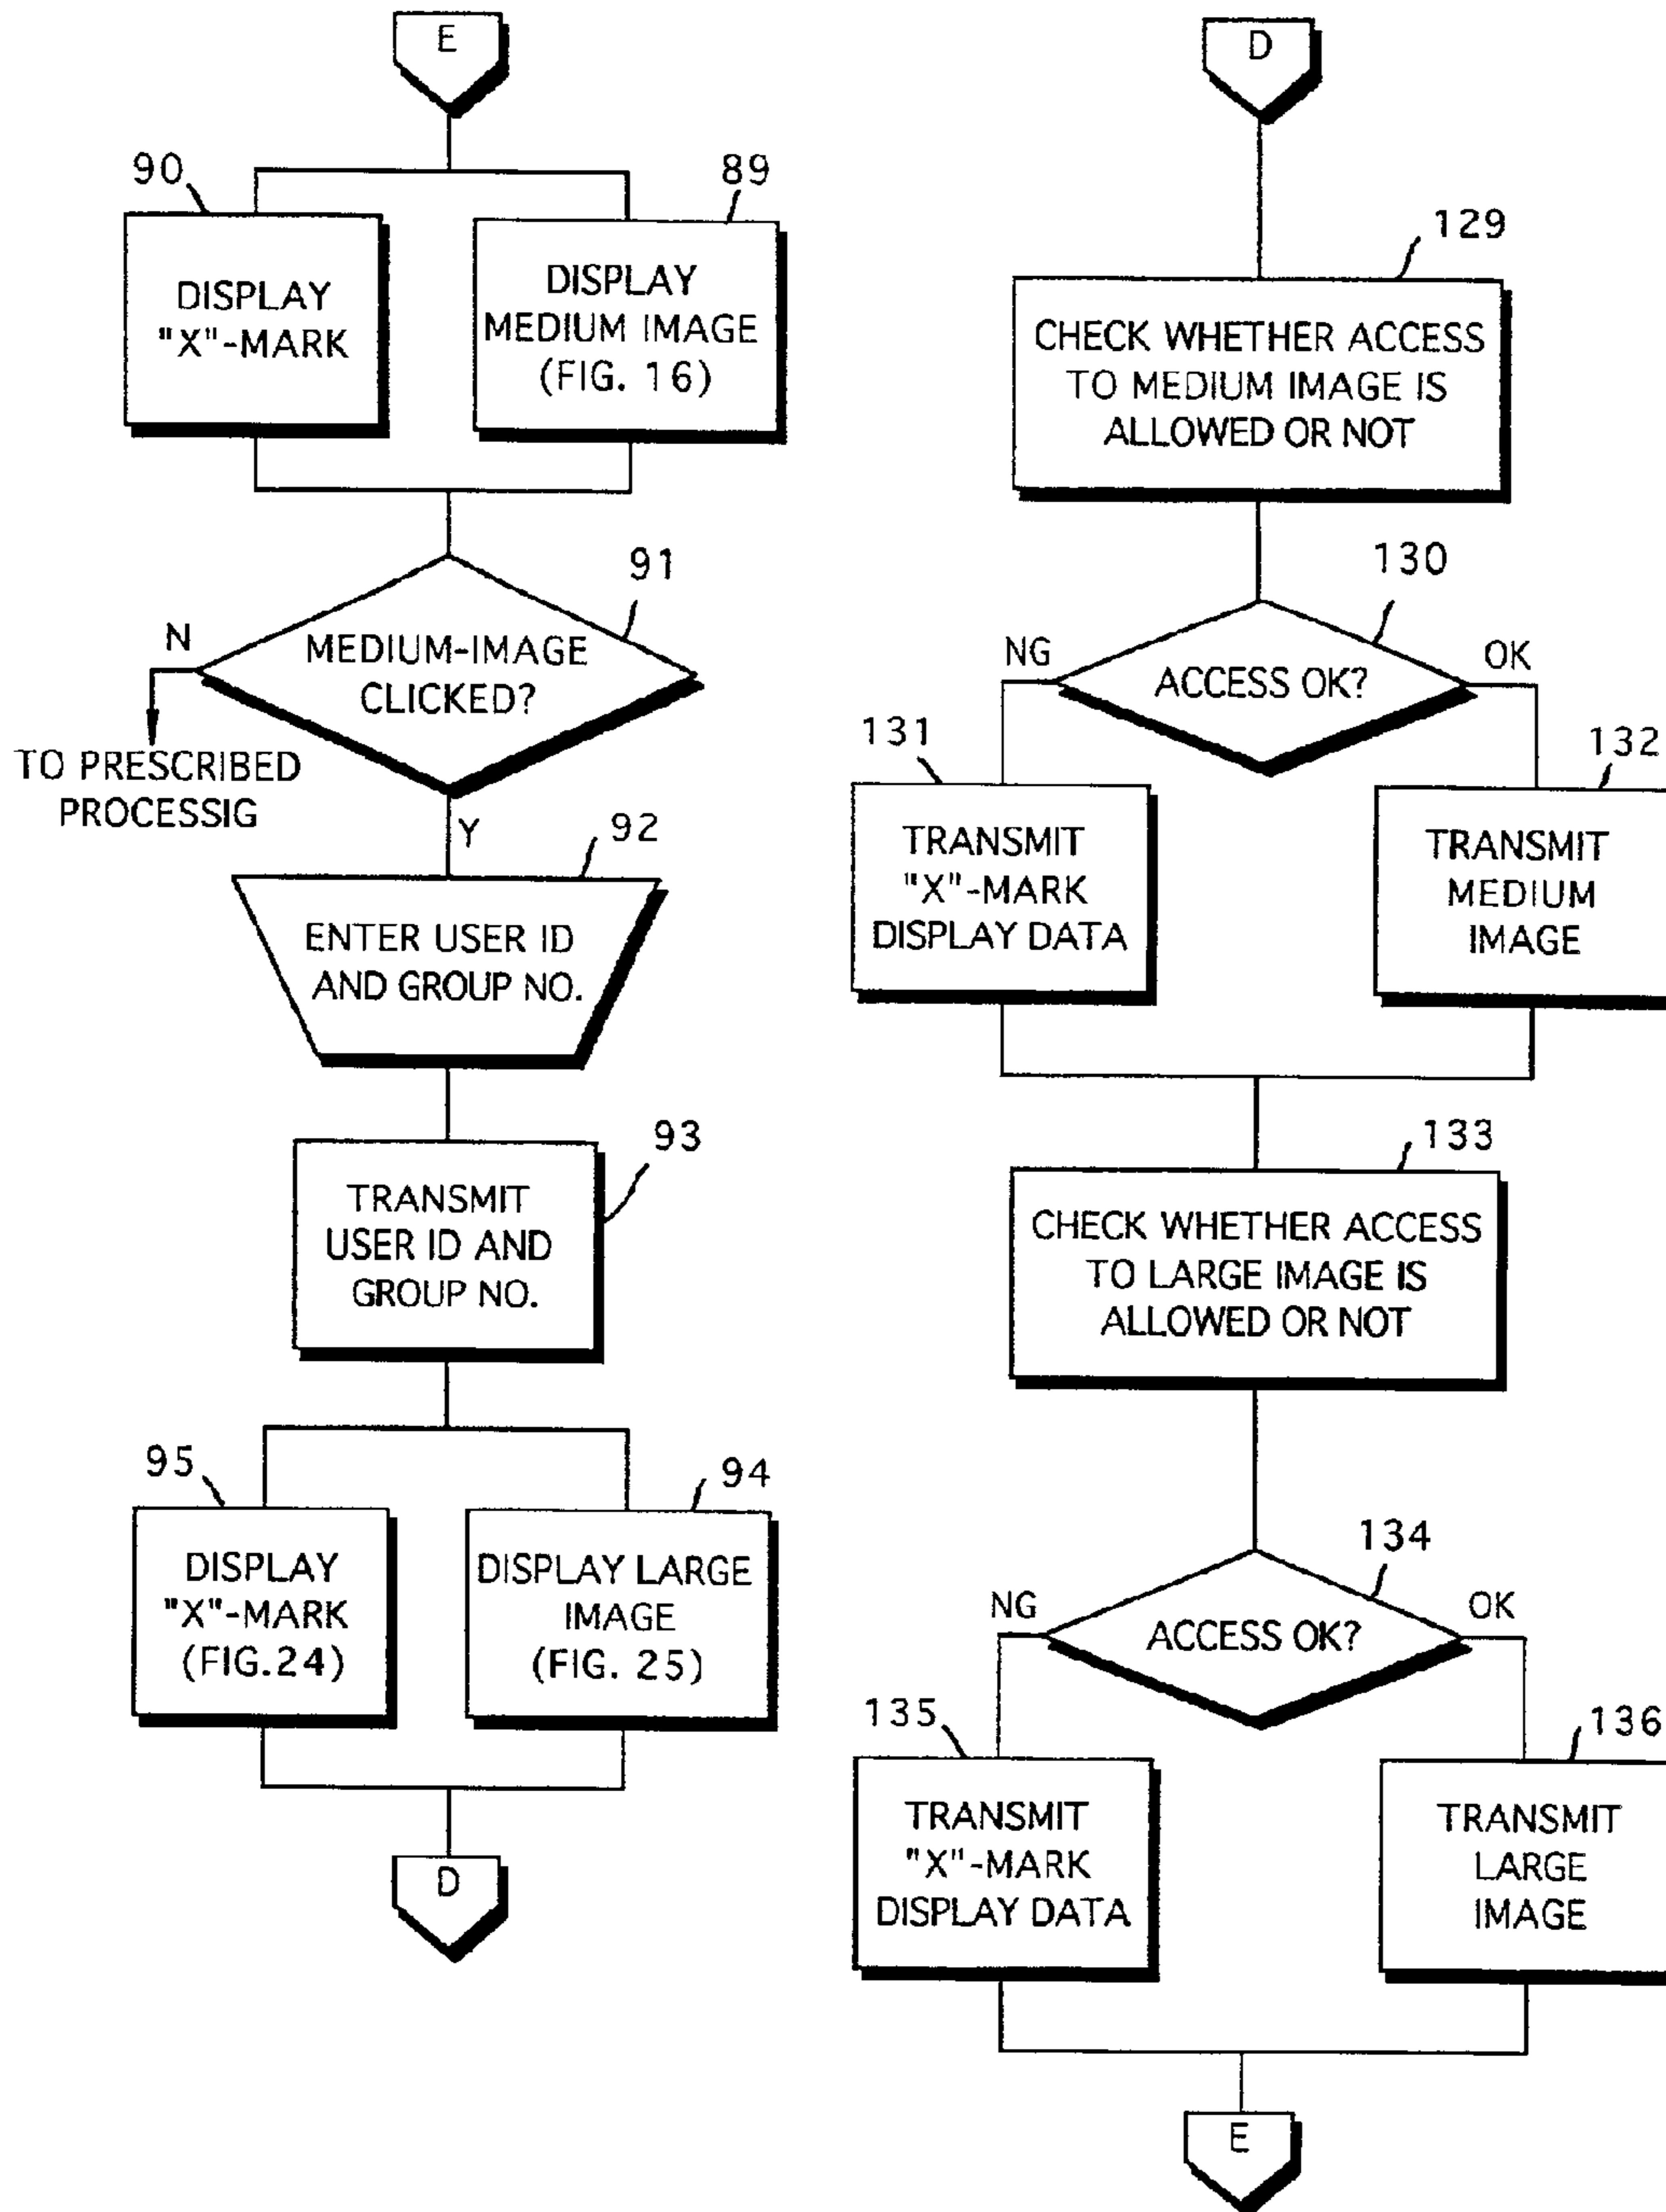 E
90
89
DISPLAY
"X"-MARK
DISPLAY
MEDIUM IMAGE
(FIG. 16)
91
N
MEDIUM-IMAGE
CLICKED?
TO PRESCRIBED
PROCESSIG
Y
92
ENTER USER ID
AND GROUP NO.
93
TRANSMIT
USER ID AND
GROUP NO.
95
94
DISPLAY
"X"-MARK
(FIG.24)
DISPLAY LARGE
IMAGE
(FIG. 25)
D
D
129
CHECK WHETHER ACCESS
TO MEDIUM IMAGE IS
ALLOWED OR NOT
130
NG
OK
ACCESS OK?
131
132
TRANSMIT
"X"-MARK
DISPLAY DATA
TRANSMIT
MEDIUM
IMAGE
133
CHECK WHETHER ACCESS
TO LARGE IMAGE IS
ALLOWED OR NOT
134
NG
OK
ACCESS OK?
135
136
TRANSMIT
"X"-MARK
DISPLAY DATA
TRANSMIT
LARGE
IMAGE
E